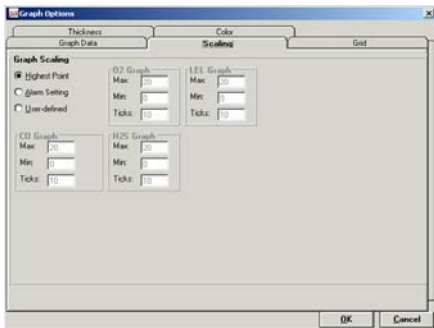 Graph Options
Thickness
Color
Graph Data
Scaling
Grid
Graph Scaling
Highest Point
Alarm Setting
User-defined
O2 Graph
Max: 20
Min: 0
Ticks: 10
LEL Graph
Max: 20
Min: 0
Ticks: 10
CO Graph
Max: 20
Min: 0
Ticks: 10
H2S Graph
Max: 20
Min: 0
Ticks: 10
OK
Cancel